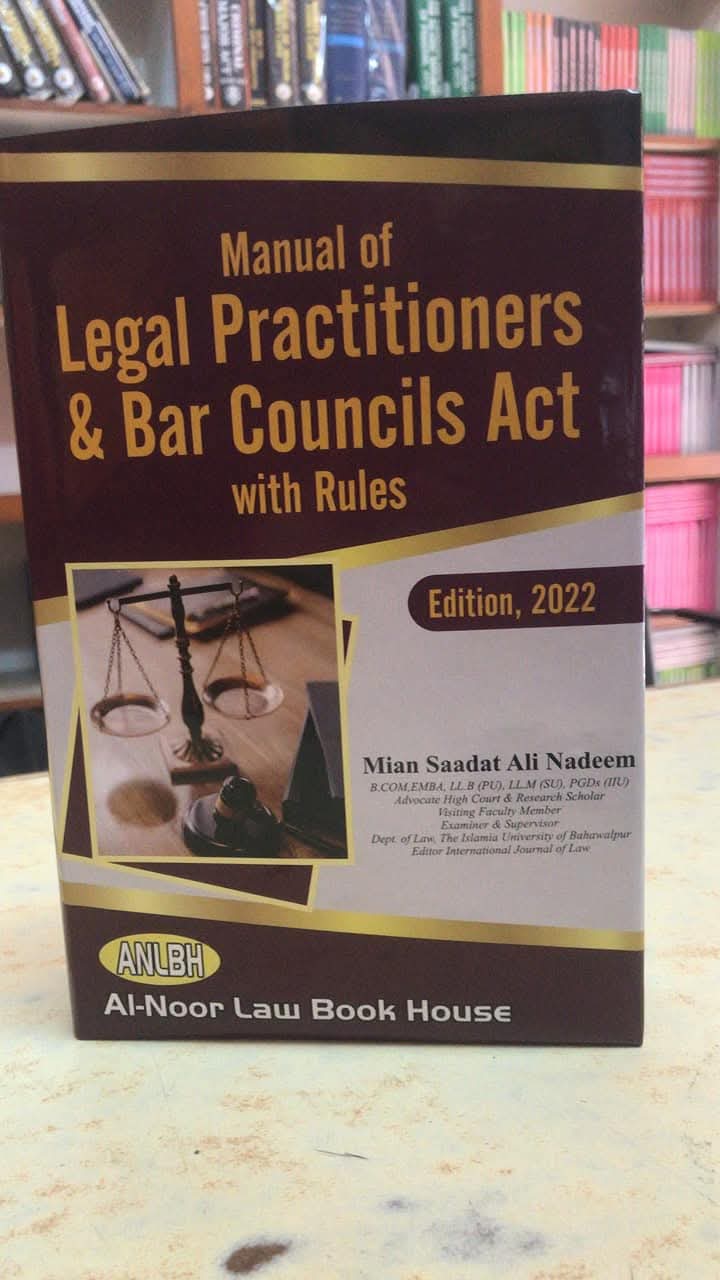 Manual of
Legal Practitioners
& Bar Councils Act
with Rules
Edition, 2022
Mian Saadat Ali Nadeem
B.COM,EMBA, LL.B (PU), LL.M (SU), PGDs (IIU)
Advocate High Court & Research Scholar
Visiting Faculty Member
Examiner & Supervisor
Dept. of Law, The Islamia University of Bahawalpur
Editor International Journal of Law
ANLBH
Al-Noor Law Book House